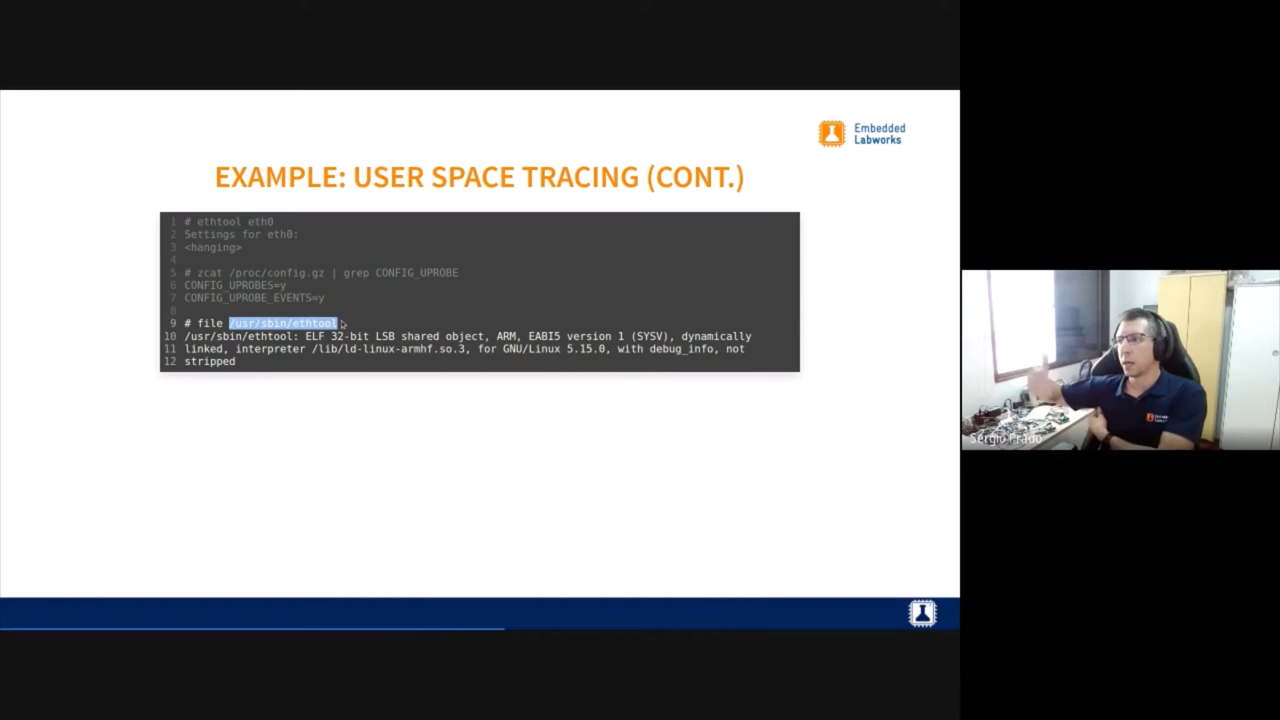 Embedded
Labworks
EXAMPLE: USER SPACE TRACING (CONT.)
1 # ethtool eth0
2 Settings for eth0:
3 <hanging>
4
5 # zcat /proc/config.gz | grep CONFIG_UPROBE
6 CONFIG_UPROBES=y
7 CONFIG_UPROBE_EVENTS=y
8
9 # file /usr/sbin/ethtool
10 /usr/sbin/ethtool: ELF 32-bit LSB shared object, ARM, EABI5 version 1 (SYSV), dynamically
11 linked, interpreter /lib/ld-linux-armhf.so.3, for GNU/Linux 5.15.0, with debug_info, not
12 stripped
Sergio Prado